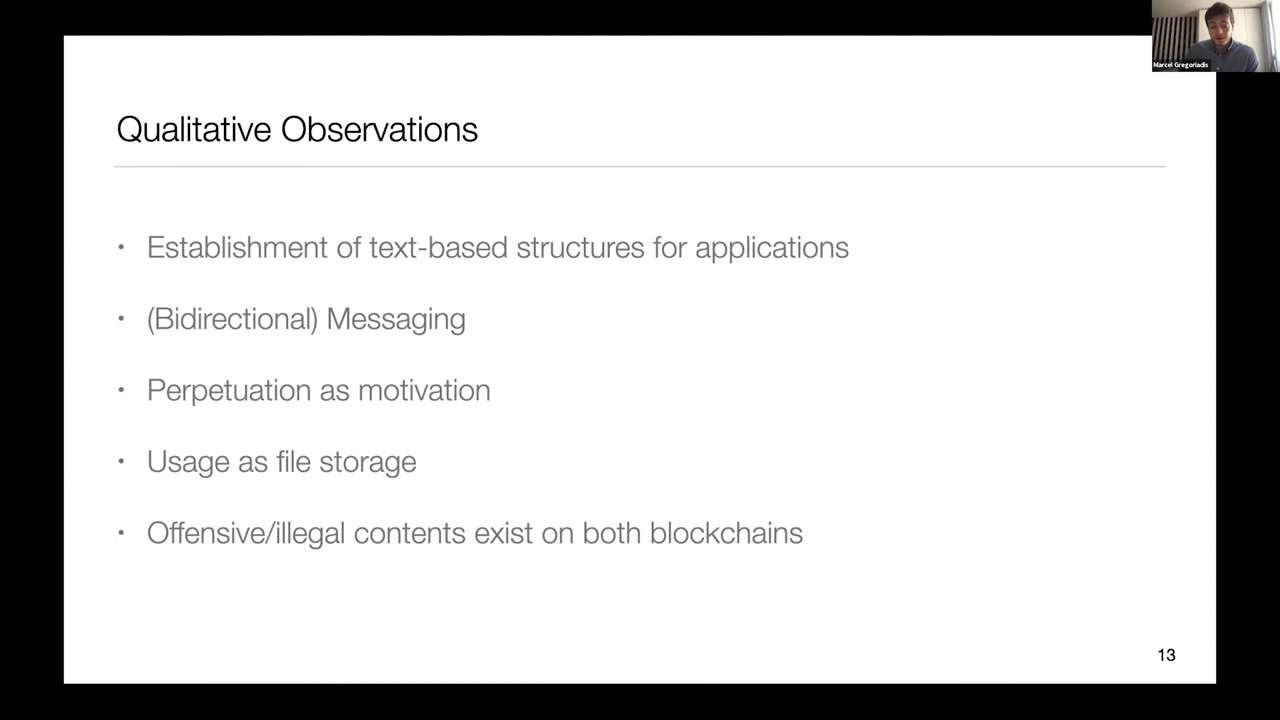 Marcel Gregoriadis
Qualitative Observations
• Establishment of text-based structures for applications
• (Bidirectional) Messaging
• Perpetuation as motivation
• Usage as file storage
• Offensive/illegal contents exist on both blockchains
13